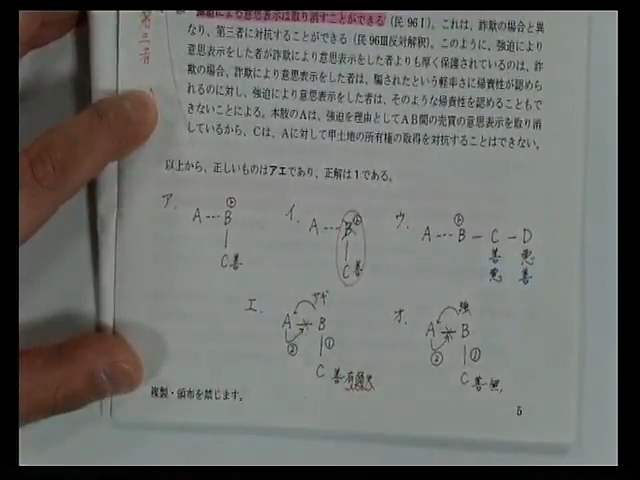 強迫による意思表示は取り消すことができる(民96Ⅰ)。これは、詐欺の場合と異
なり、第三者に対抗することができる(民96Ⅲ反対解釈)。このように、強迫により
意思表示をした者が詐欺により意思表示をした者よりも厚く保護されているのは、詐
欺の場合、詐欺により意思表示をした者は、騙されたという軽率さに帰責性が認めら
れるのに対し、強迫により意思表示をした者は、そのような帰責性を認めることもで
きないことによる。本肢のAは、強迫を理由としてAB間の売買の意思表示を取り消
しているから、Cは、Aに対して甲土地の所有権の取得を対抗することはできない。
以上から、正しいものはアエであり、正解は1である。
第三者
ア. A B
C善
イ. A B
C善
ウ. A B C D
善 悪
悪 善
エ. A B
②
①
C 善有過失
オ. 強
A B
②
①
C 善無
複製・頒布を禁じます。
5